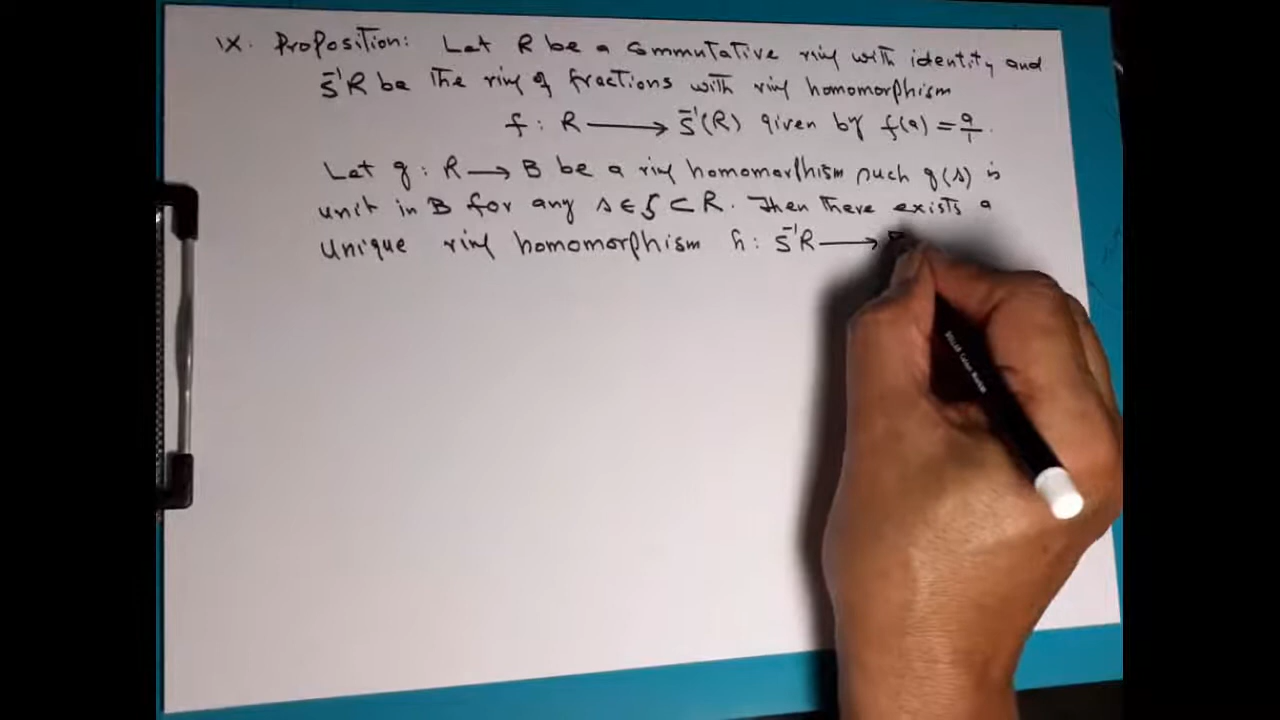 IX. Proposition: Let R be a commutative ring with identity and
S⁻¹R be the ring of fractions with ring homomorphism
f : R ⟶ S⁻¹(R) given by f(a) = a/1.
Let g : R ⟶ B be a ring homomorphism such g(s) is
unit in B for any s ∈ S ⊂ R. Then there exists a
unique ring homomorphism h : S⁻¹R ⟶